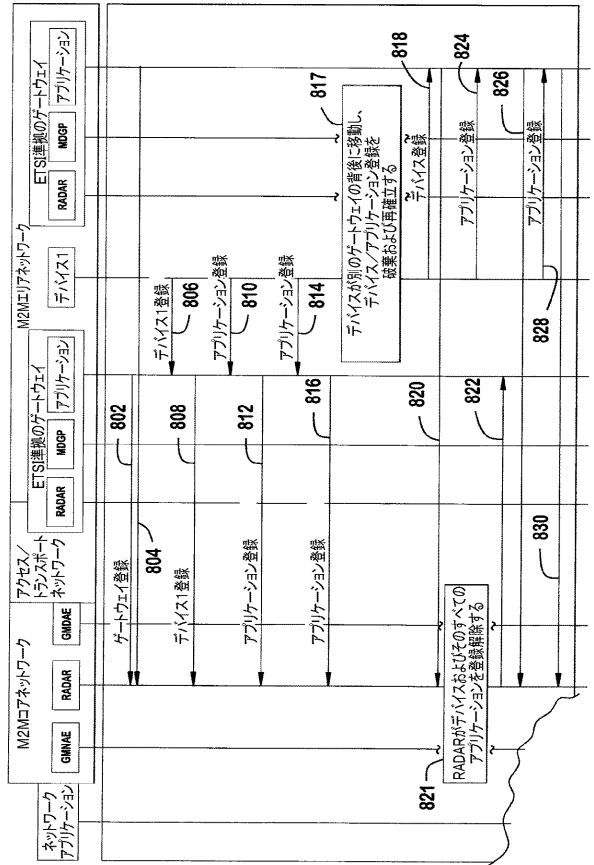 ネットワーク
アプリケーション
M2Mコアネットワーク
GMNAE
RADAR
GMDAE
アクセス/
トランスポート
ネットワーク
M2Mエリアネットワーク
ETSI準拠のゲートウェイ
RADAR
MDGP
アプリケーション
デバイス1
ETSI準拠のゲートウェイ
RADAR
MDGP
アプリケーション
ゲートウェイ登録
802
804
デバイス1登録
806
デバイス1登録
808
アプリケーション登録
810
アプリケーション登録
812
アプリケーション登録
814
アプリケーション登録
816
817
デバイスが別のゲートウェイの背後に移動し、
デバイス/アプリケーション登録を
破棄および再確立する
デバイス登録
818
820
821
RADARがデバイスおよびそのすべての
アプリケーションを登録解除する
822
アプリケーション登録
824
826
アプリケーション登録
828
830